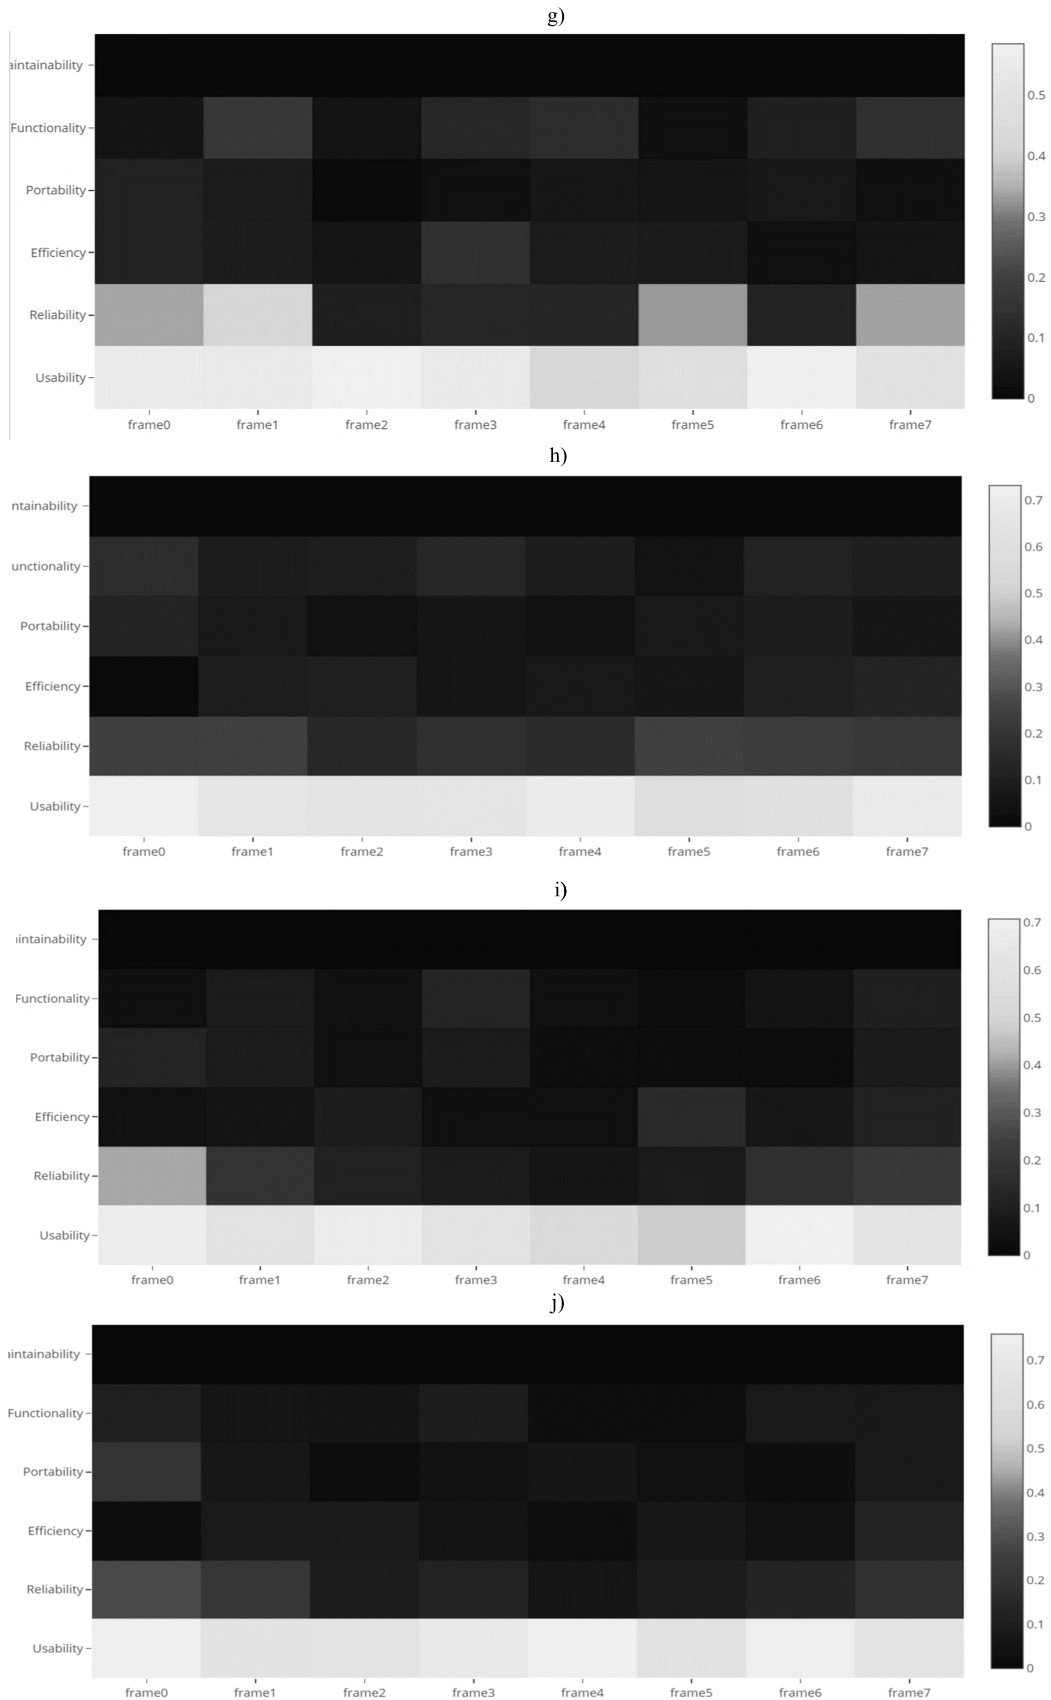 g)
aintainability
Functionality
Portability
Efficiency
Reliability
Usability
frame0 frame1 frame2 frame3 frame4 frame5 frame6 frame7
0.5
0.4
0.3
0.2
0.1
0
h)
ntainability
unctionality
Portability
Efficiency
Reliability
Usability
frame0 frame1 frame2 frame3 frame4 frame5 frame6 frame7
0.7
0.6
0.5
0.4
0.3
0.2
0.1
0
i)
intainability
Functionality
Portability
Efficiency
Reliability
Usability
frame0 frame1 frame2 frame3 frame4 frame5 frame6 frame7
0.7
0.6
0.5
0.4
0.3
0.2
0.1
0
j)
aintainability
Functionality
Portability
Efficiency
Reliability
Usability
frame0 frame1 frame2 frame3 frame4 frame5 frame6 frame7
0.7
0.6
0.5
0.4
0.3
0.2
0.1
0